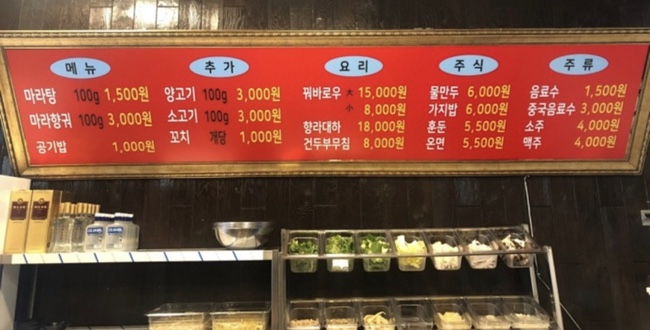 메뉴
마라탕 100g 1,500원
마라향궈 100g 3,000원
공기밥 1,000원
추가
양고기 100g 3,000원
소고기 100g 3,000원
꼬치 개당 1,000원
요리
꿔바로우 大 15,000원
小 8,000원
향라대하 18,000원
건두부무침 8,000원
주식
물만두 6,000원
가지밥 6,000원
훈둔 5,500원
온면 5,500원
주류
음료수 1,500원
중국음료수 3,000원
소주 4,000원
맥주 4,000원